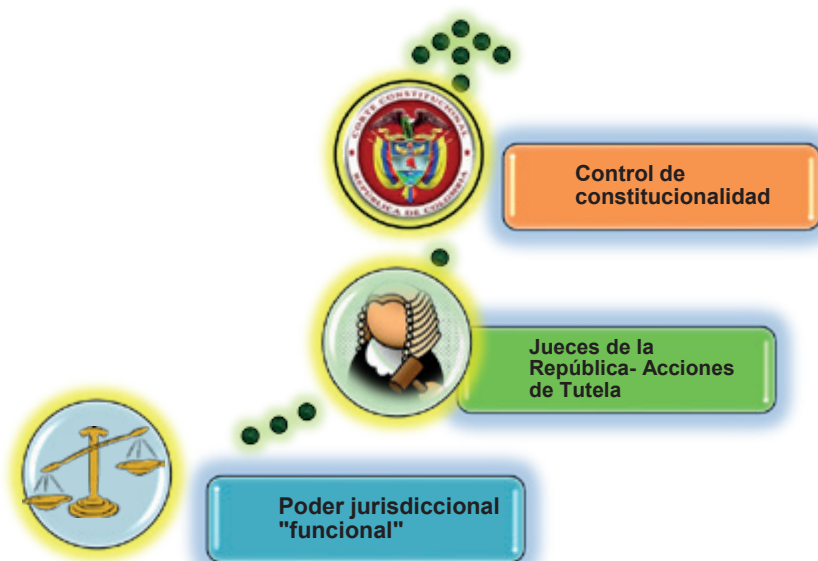 CORTE CONSTITUCIONAL
REPÚBLICA DE COLOMBIA
Control de
constitucionalidad
Jueces de la
República- Acciones
de Tutela
Poder jurisdiccional
"funcional"